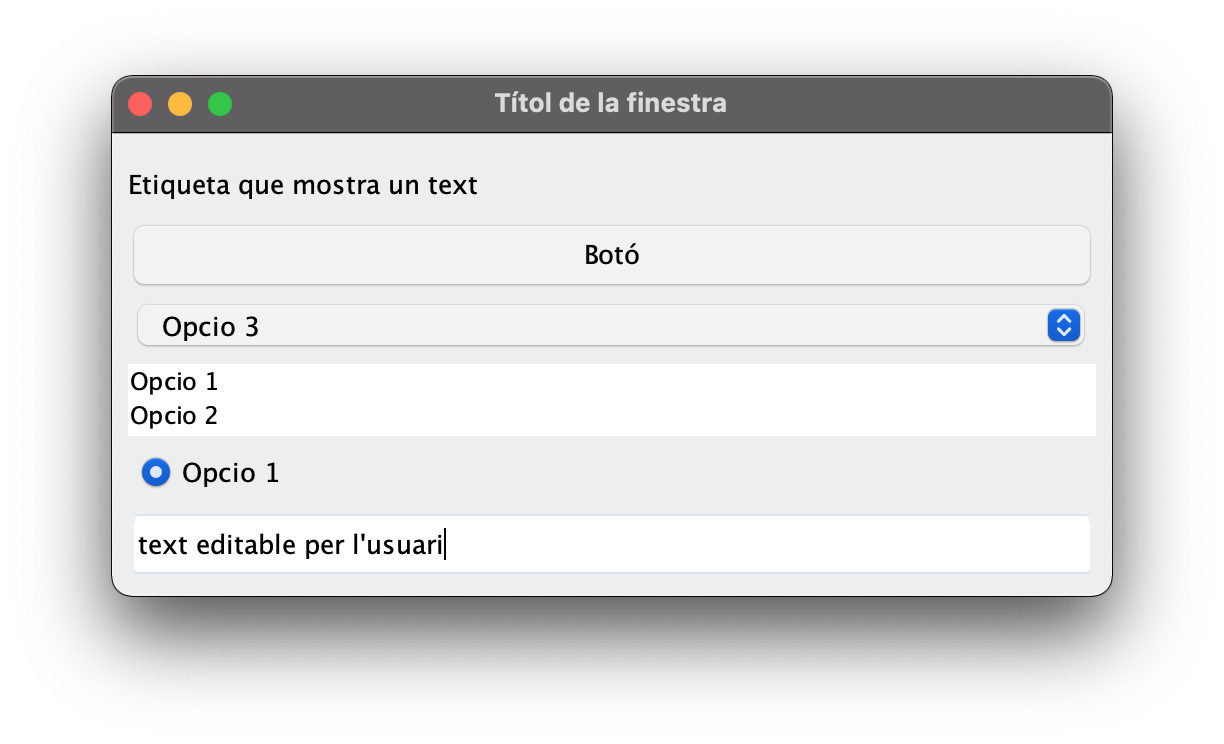 Títol de la finestra
Etiqueta que mostra un text
Botó
Opcio 3
Opcio 1
Opcio 2
Opcio 1
text editable per l'usuari